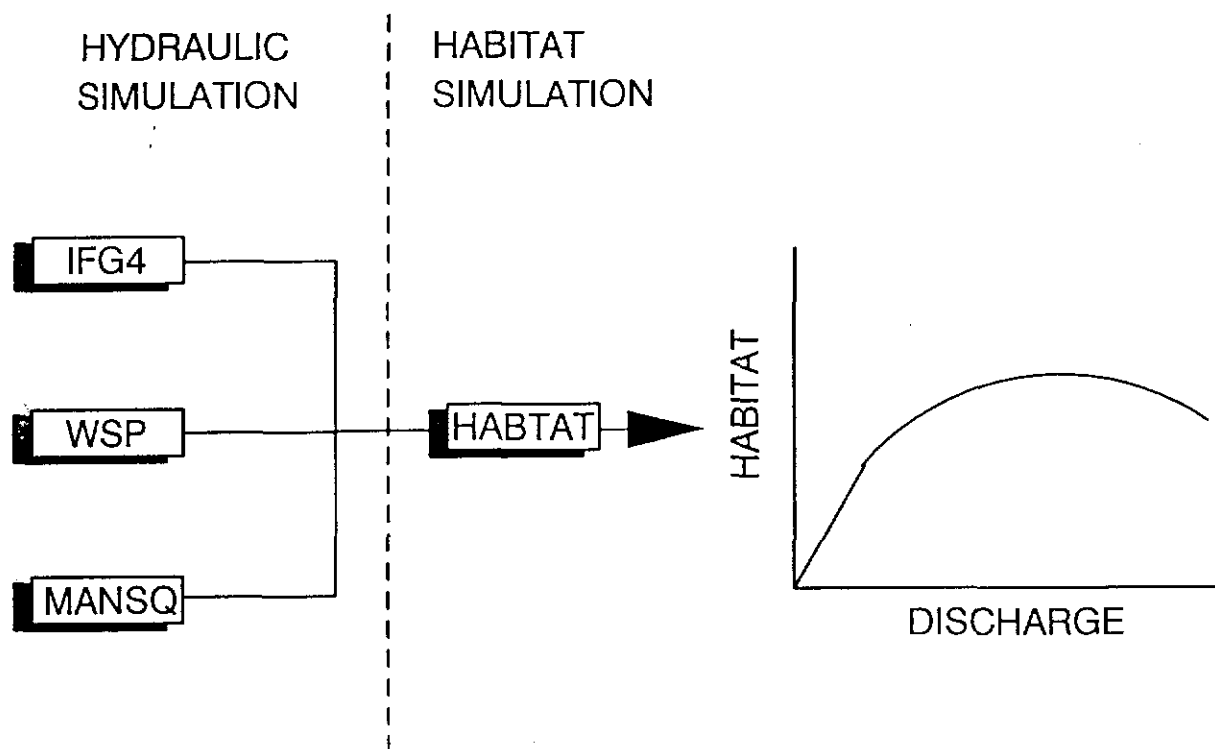 HYDRAULIC
SIMULATION
HABITAT
SIMULATION
IFG4
WSP
MANSQ
HABTAT
HABITAT
DISCHARGE